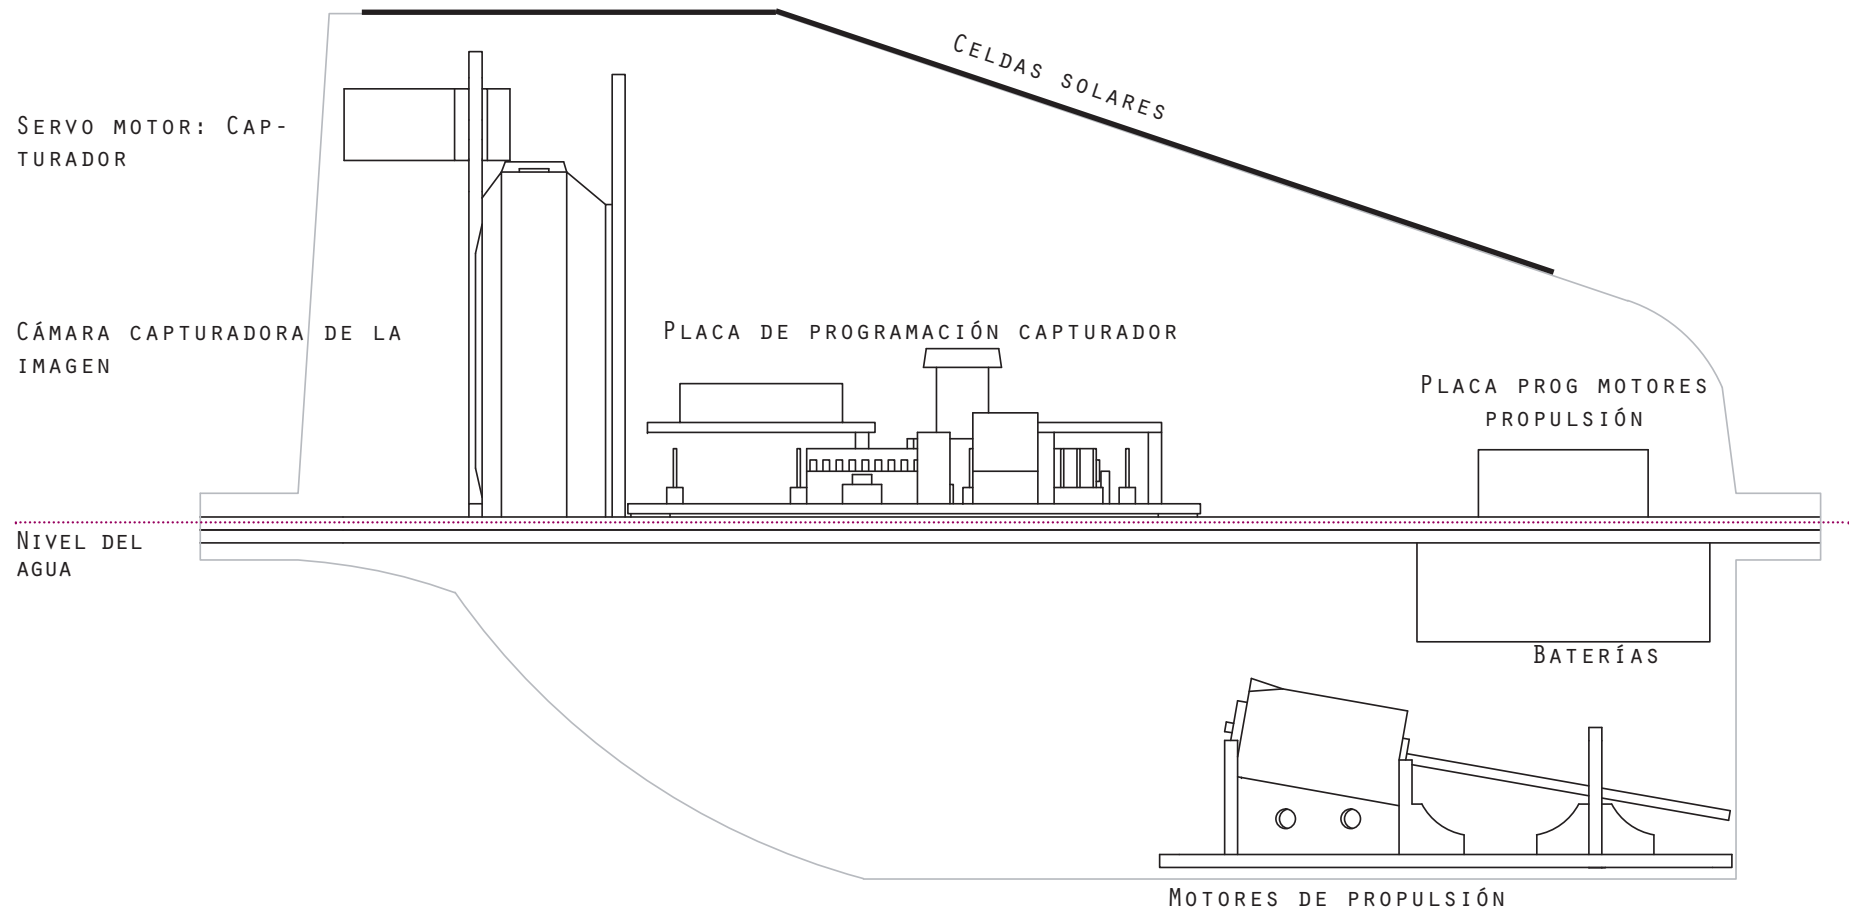 Celdas solares
Servo motor: Cap-
turador
Cámara capturadora de la
imagen
Placa de programación capturador
Placa prog motores
propulsión
Nivel del
agua
Baterías
Motores de propulsión